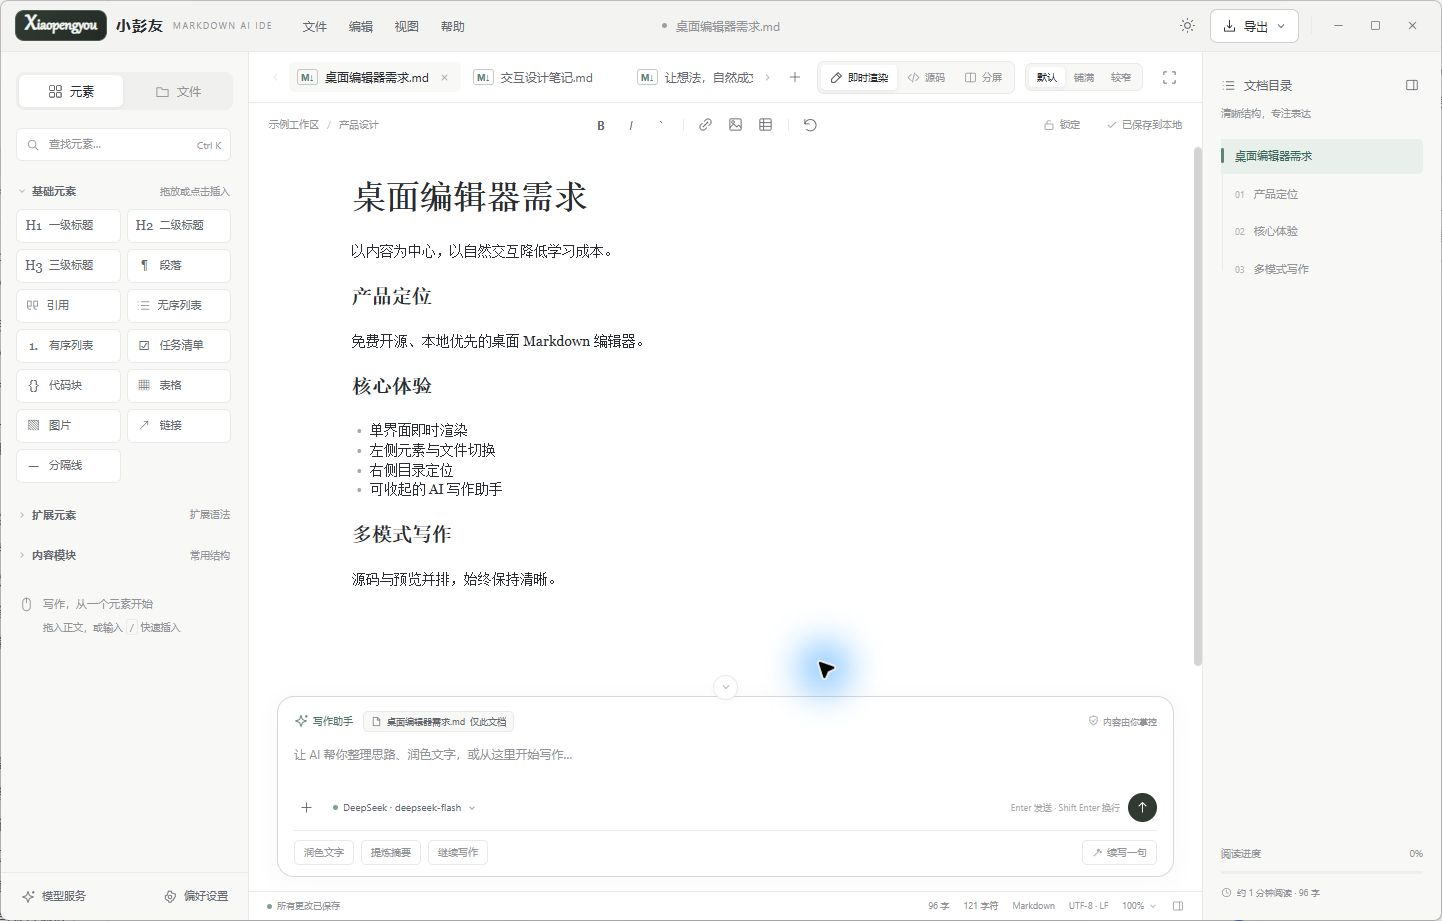 Xiaopengyou 小彭友 MARKDOWN AI IDE 文件 编辑 视图 帮助
桌面编辑器需求.md
导出
元素 文件
查找元素... Ctrl K
基础元素 拖放或点击插入
H1 一级标题 H2 二级标题
H3 三级标题 ¶ 段落
引用 无序列表
1. 有序列表 任务清单
{} 代码块 表格
图片 链接
分隔线
扩展元素 扩展语法
内容模块 常用结构
写作，从一个元素开始
拖入正文，或输入 / 快速插入
模型服务 偏好设置
M↓ 桌面编辑器需求.md × M↓ 交互设计笔记.md M↓ 让想法，自然成
即时渲染 源码 分屏 默认 铺满 较窄
示例工作区 / 产品设计
B I `
锁定 已保存到本地
桌面编辑器需求
以内容为中心，以自然交互降低学习成本。
产品定位
免费开源、本地优先的桌面 Markdown 编辑器。
核心体验
• 单界面即时渲染
• 左侧元素与文件切换
• 右侧目录定位
• 可收起的 AI 写作助手
多模式写作
源码与预览并排，始终保持清晰。
写作助手 桌面编辑器需求.md 仅此文档 内容由你掌控
让 AI 帮你整理思路、润色文字，或从这里开始写作...
DeepSeek · deepseek-flash Enter 发送 · Shift Enter 换行
润色文字 提炼摘要 继续写作 续写一句
所有更改已保存 96 字 121 字符 Markdown UTF-8 · LF 100%
文档目录
清晰结构，专注表达
桌面编辑器需求
01 产品定位
02 核心体验
03 多模式写作
阅读进度 0%
约 1 分钟阅读 · 96 字